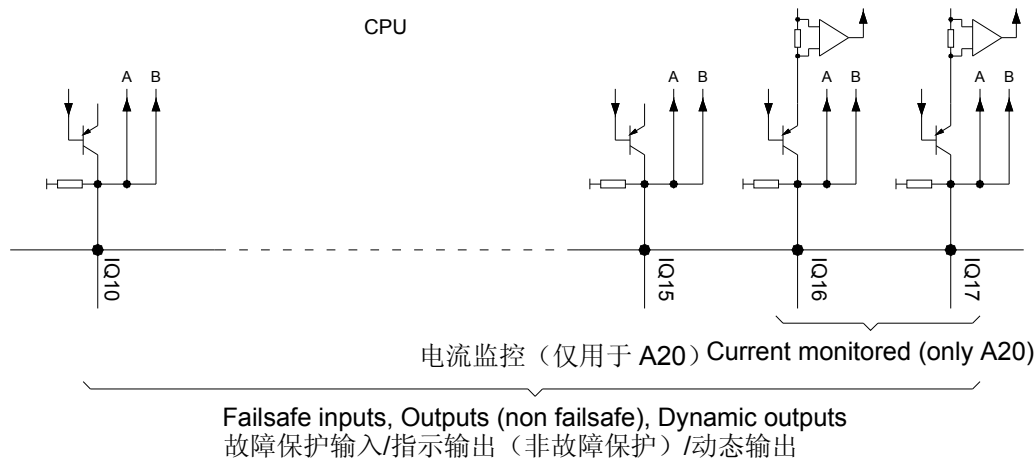 CPU
A B
A B
A B
A B
IQ10
IQ15
IQ16
IQ17
电流监控（仅用于 A20）Current monitored (only A20)
Failsafe inputs, Outputs (non failsafe), Dynamic outputs
故障保护输入/指示输出（非故障保护）/动态输出